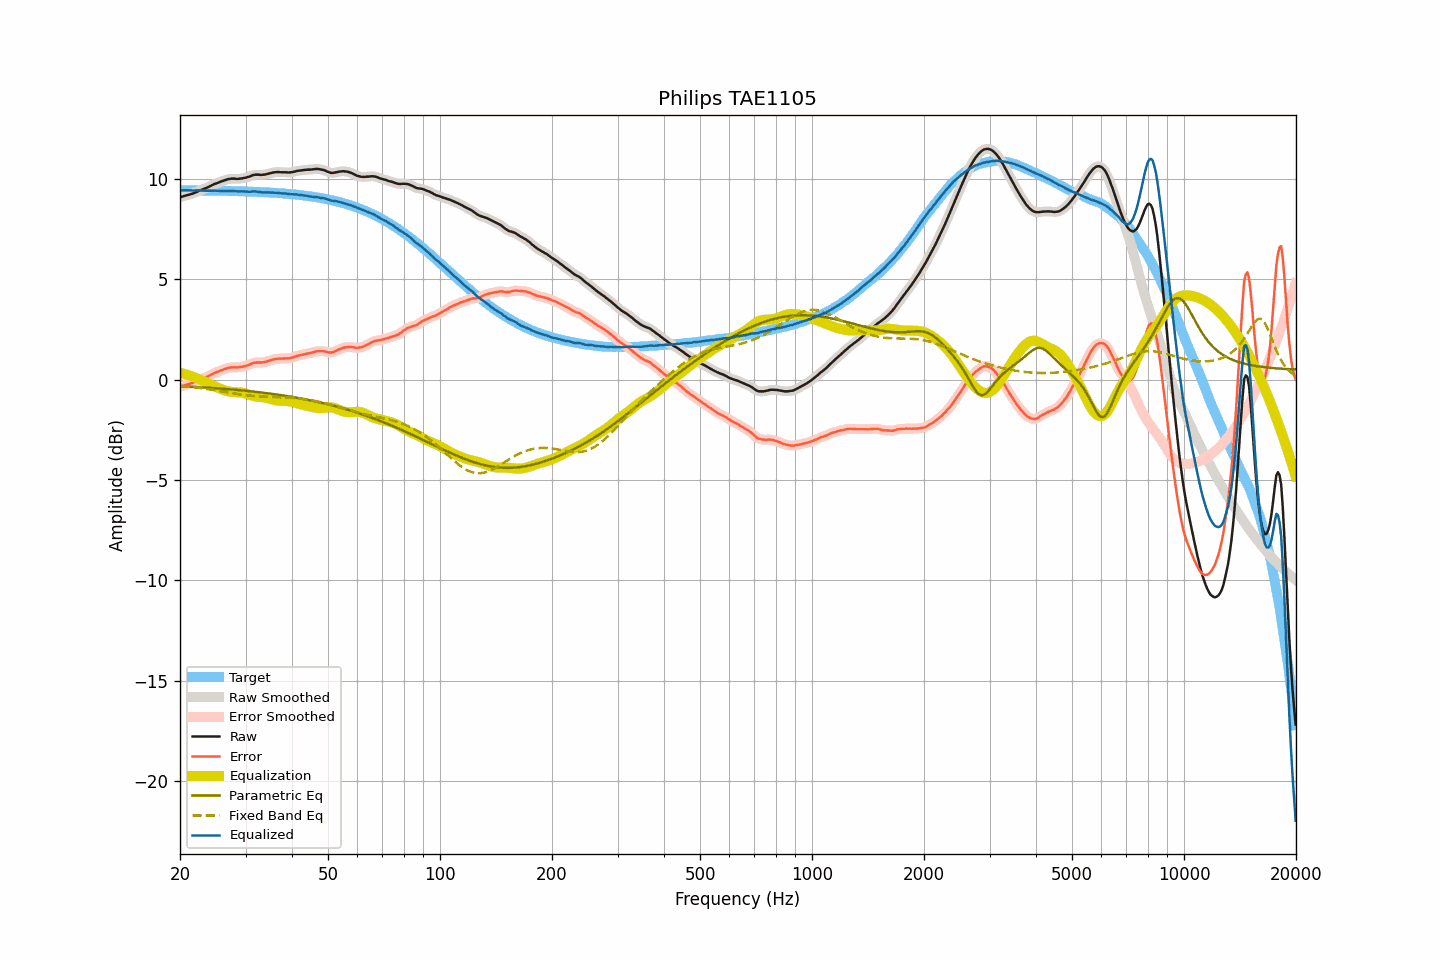 Philips TAE1105
Amplitude (dBr)
10
5
0
−5
−10
−15
−20
Target
Raw Smoothed
Error Smoothed
Raw
Error
Equalization
Parametric Eq
Fixed Band Eq
Equalized
20 50 100 200 500 1000 2000 5000 10000 20000
Frequency (Hz)